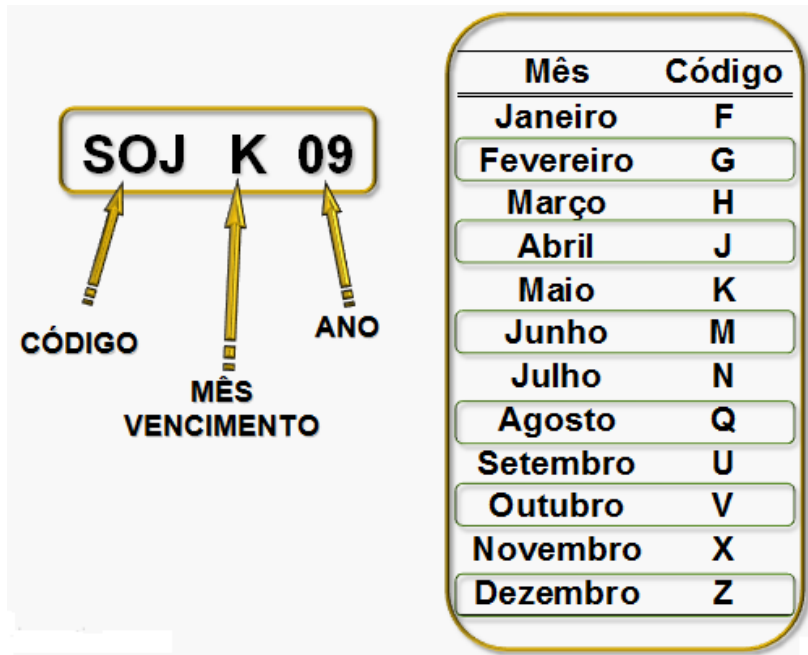 SOJ K 09
CÓDIGO
MÊS
VENCIMENTO
ANO
Mês Código
Janeiro F
Fevereiro G
Março H
Abril J
Maio K
Junho M
Julho N
Agosto Q
Setembro U
Outubro V
Novembro X
Dezembro Z